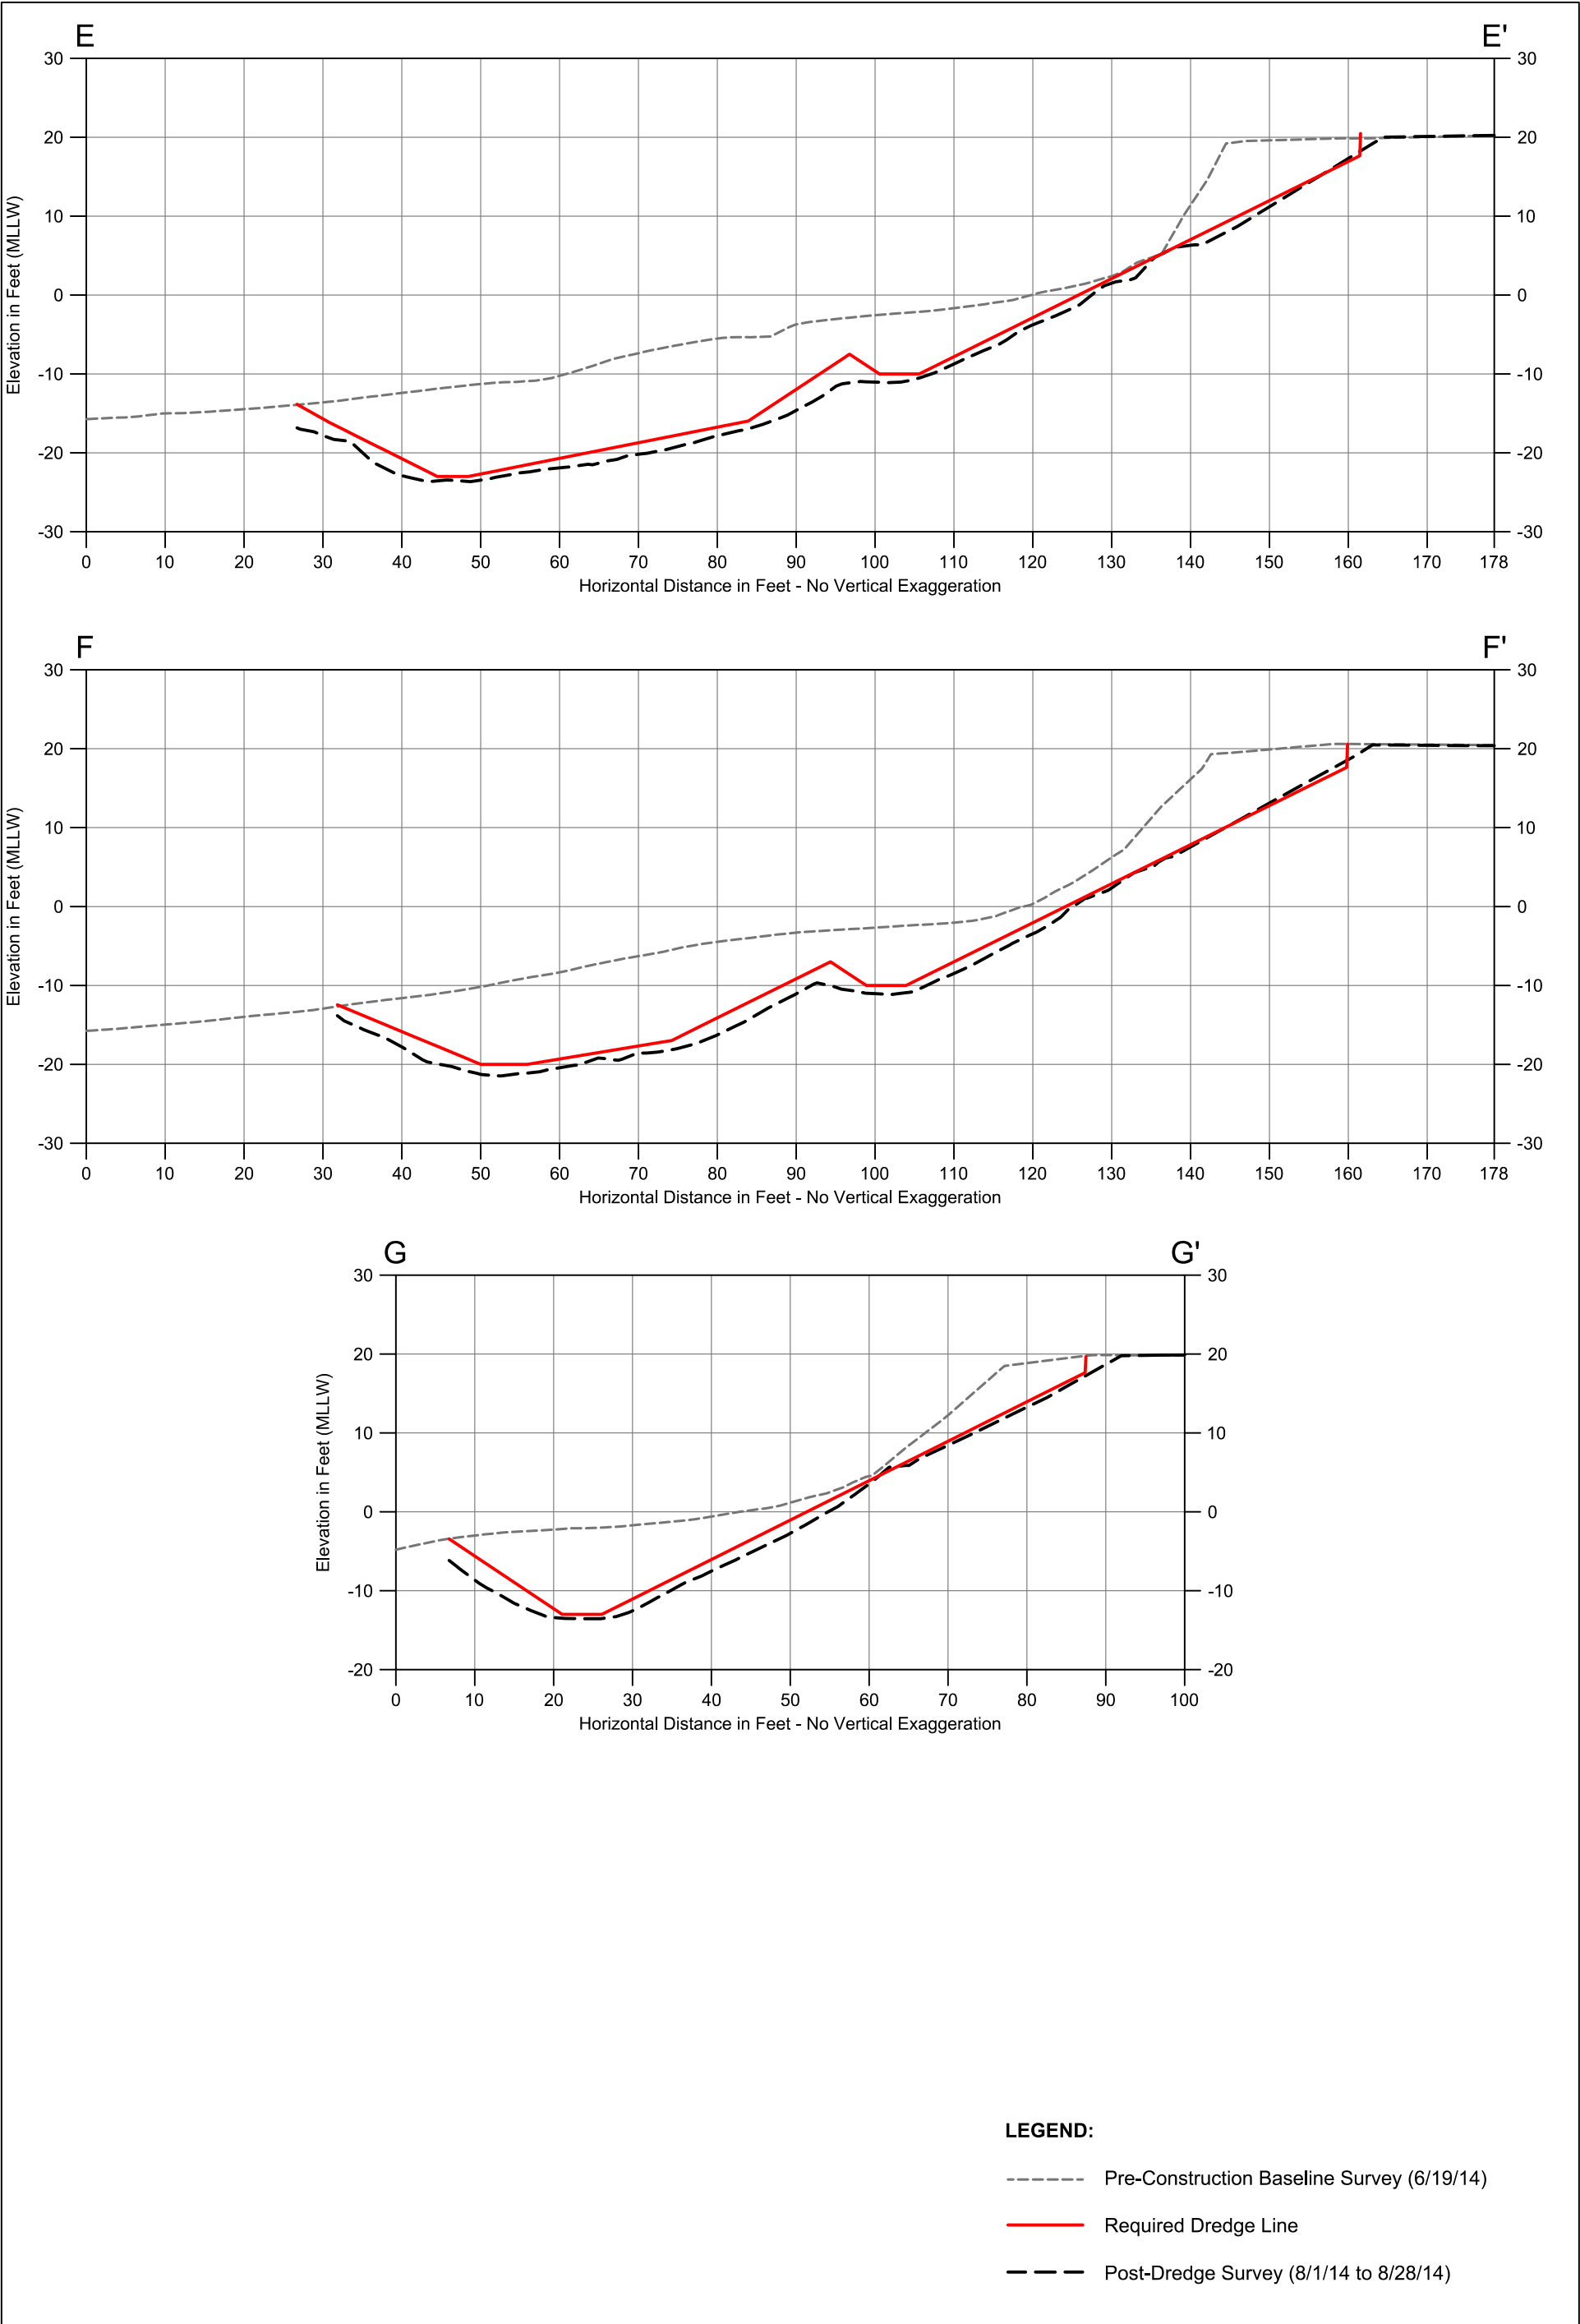 E E'
30 30
20 20
10 10
0 0
-10 -10
-20 -20
-30 -30
Elevation in Feet (MLLW)
0 10 20 30 40 50 60 70 80 90 100 110 120 130 140 150 160 170 178
Horizontal Distance in Feet - No Vertical Exaggeration
F F'
30 30
20 20
10 10
0 0
-10 -10
-20 -20
-30 -30
Elevation in Feet (MLLW)
0 10 20 30 40 50 60 70 80 90 100 110 120 130 140 150 160 170 178
Horizontal Distance in Feet - No Vertical Exaggeration
G G'
30 30
20 20
10 10
0 0
-10 -10
-20 -20
Elevation in Feet (MLLW)
0 10 20 30 40 50 60 70 80 90 100
Horizontal Distance in Feet - No Vertical Exaggeration
LEGEND:
Pre-Construction Baseline Survey (6/19/14)
Required Dredge Line
Post-Dredge Survey (8/1/14 to 8/28/14)